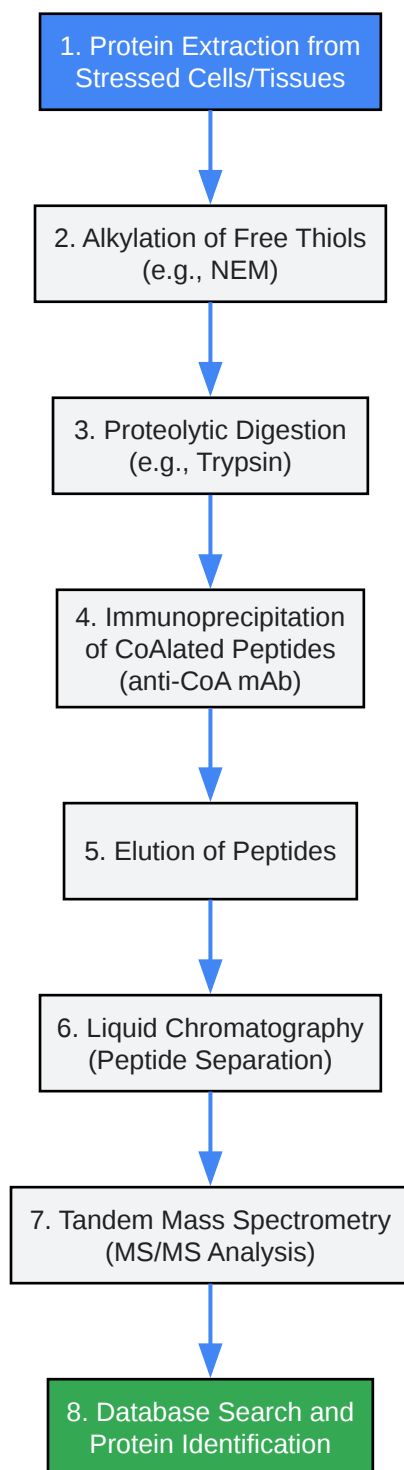 1. Protein Extraction from
Stressed Cells/Tissues
2. Alkylation of Free Thiols
(e.g., NEM)
3. Proteolytic Digestion
(e.g., Trypsin)
4. Immunoprecipitation
of CoAlated Peptides
(anti-CoA mAb)
5. Elution of Peptides
6. Liquid Chromatography
(Peptide Separation)
7. Tandem Mass Spectrometry
(MS/MS Analysis)
8. Database Search and
Protein Identification